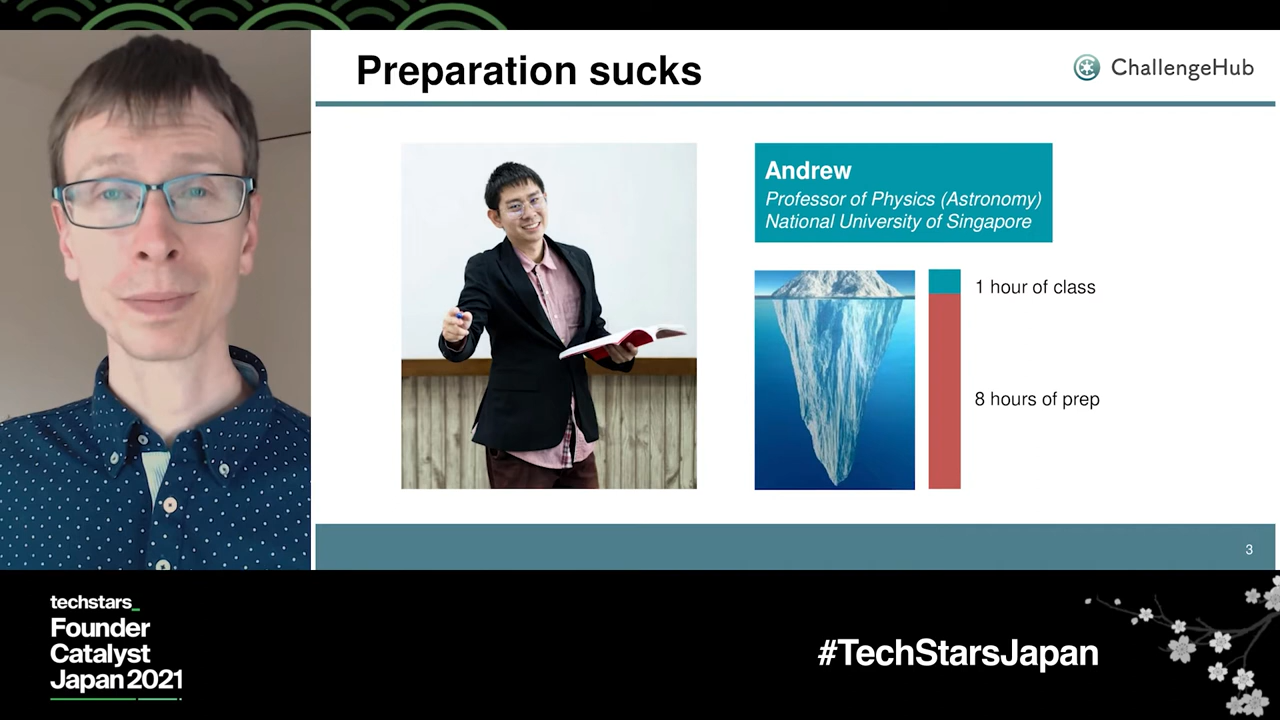 Preparation sucks
ChallengeHub
Andrew
Professor of Physics (Astronomy)
National University of Singapore
1 hour of class
8 hours of prep
3
techstars_
Founder
Catalyst
Japan 2021
#TechStarsJapan